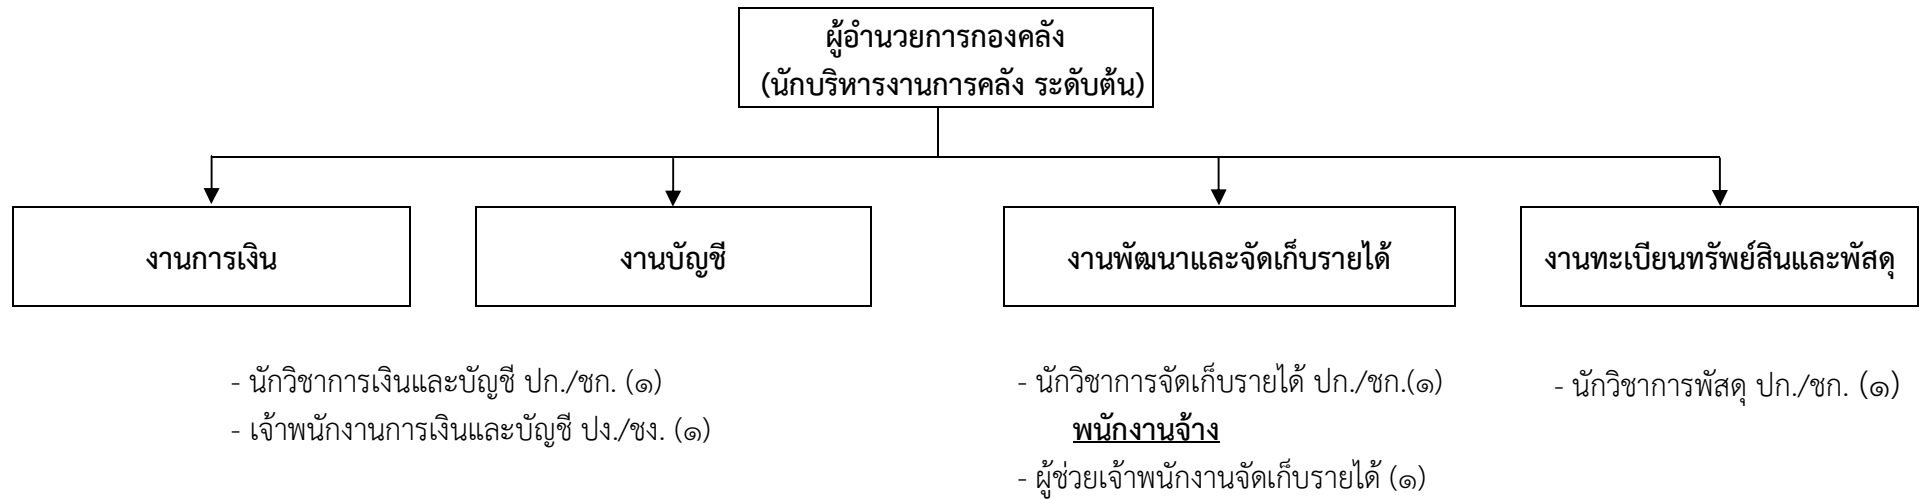 ผู้อำนวยการกองคลัง
(นักบริหารงานการคลัง ระดับต้น)
งานการเงิน
งานบัญชี
งานพัฒนาและจัดเก็บรายได้
งานทะเบียนทรัพย์สินและพัสดุ
- นักวิชาการเงินและบัญชี ปก./ชก. (๑)
- เจ้าพนักงานการเงินและบัญชี ปง./ชง. (๑)
- นักวิชาการจัดเก็บรายได้ ปก./ชก.(๑)
พนักงานจ้าง
- ผู้ช่วยเจ้าพนักงานจัดเก็บรายได้ (๑)
- นักวิชาการพัสดุ ปก./ชก. (๑)